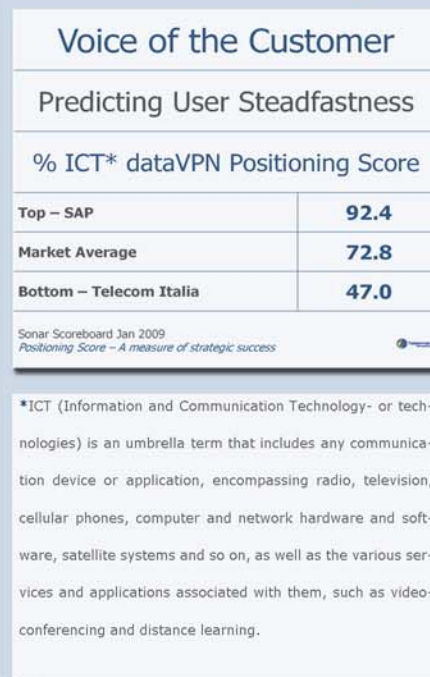 Voice of the Customer
Predicting User Steadfastness
% ICT* dataVPN Positioning Score
Top – SAP 92.4
Market Average 72.8
Bottom – Telecom Italia 47.0
Sonar Scoreboard Jan 2009
Positioning Score – A measure of strategic success
*ICT (Information and Communication Technology- or tech-
nologies) is an umbrella term that includes any communica-
tion device or application, encompassing radio, television,
cellular phones, computer and network hardware and soft-
ware, satellite systems and so on, as well as the various ser-
vices and applications associated with them, such as video-
conferencing and distance learning.